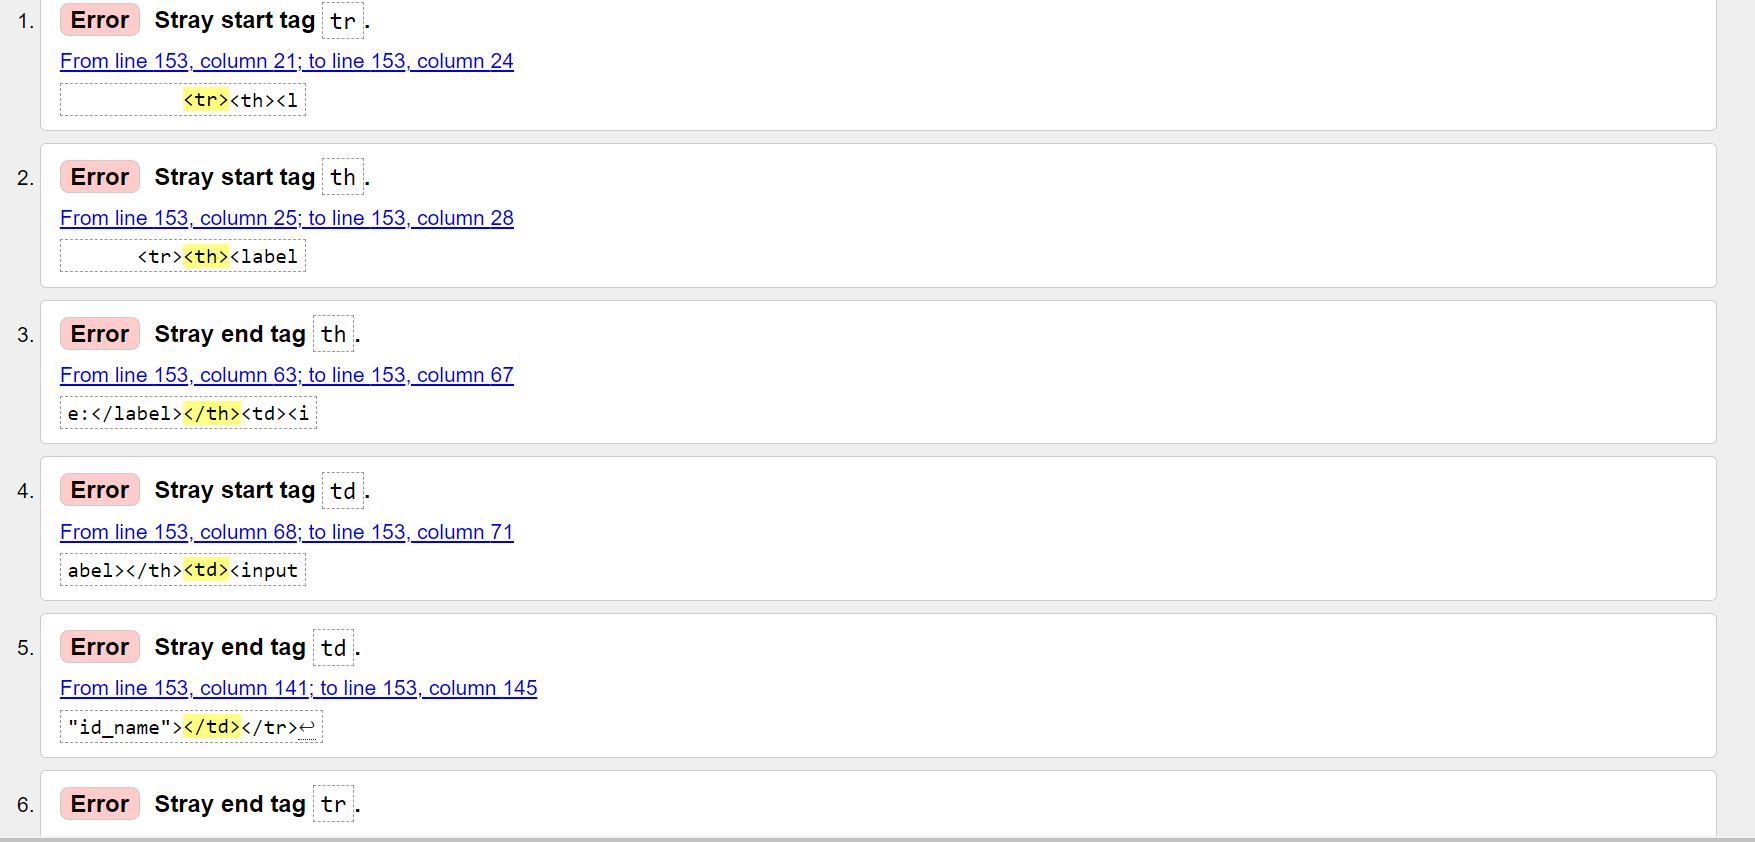 1. Error Stray start tag tr.
From line 153, column 21; to line 153, column 24
<tr><th><l
2. Error Stray start tag th.
From line 153, column 25; to line 153, column 28
<tr><th><label
3. Error Stray end tag th.
From line 153, column 63; to line 153, column 67
e:</label></th><td><i
4. Error Stray start tag td.
From line 153, column 68; to line 153, column 71
abel></th><td><input
5. Error Stray end tag td.
From line 153, column 141; to line 153, column 145
"id_name"></td></tr>↩
6. Error Stray end tag tr.